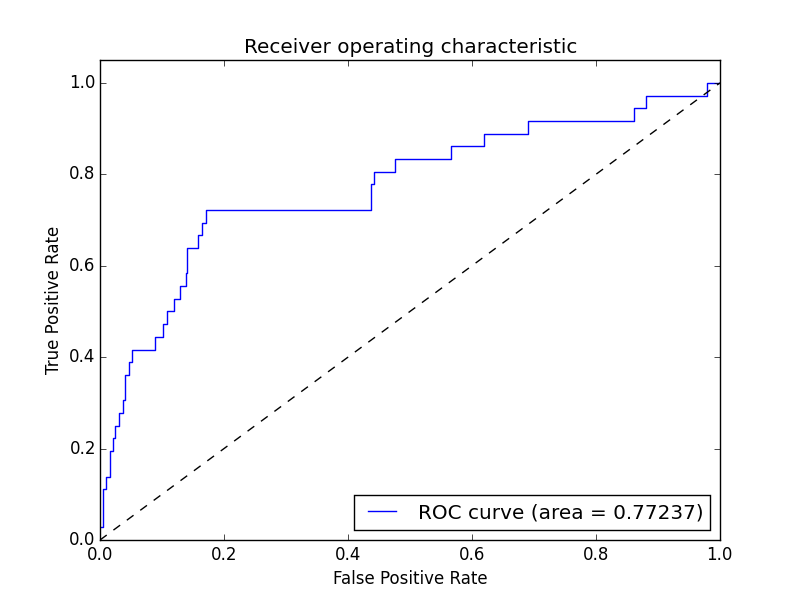 Receiver operating characteristic
1.0
0.8
0.6
0.4
0.2
0.0
True Positive Rate
ROC curve (area = 0.77237)
0.0 0.2 0.4 0.6 0.8 1.0
False Positive Rate